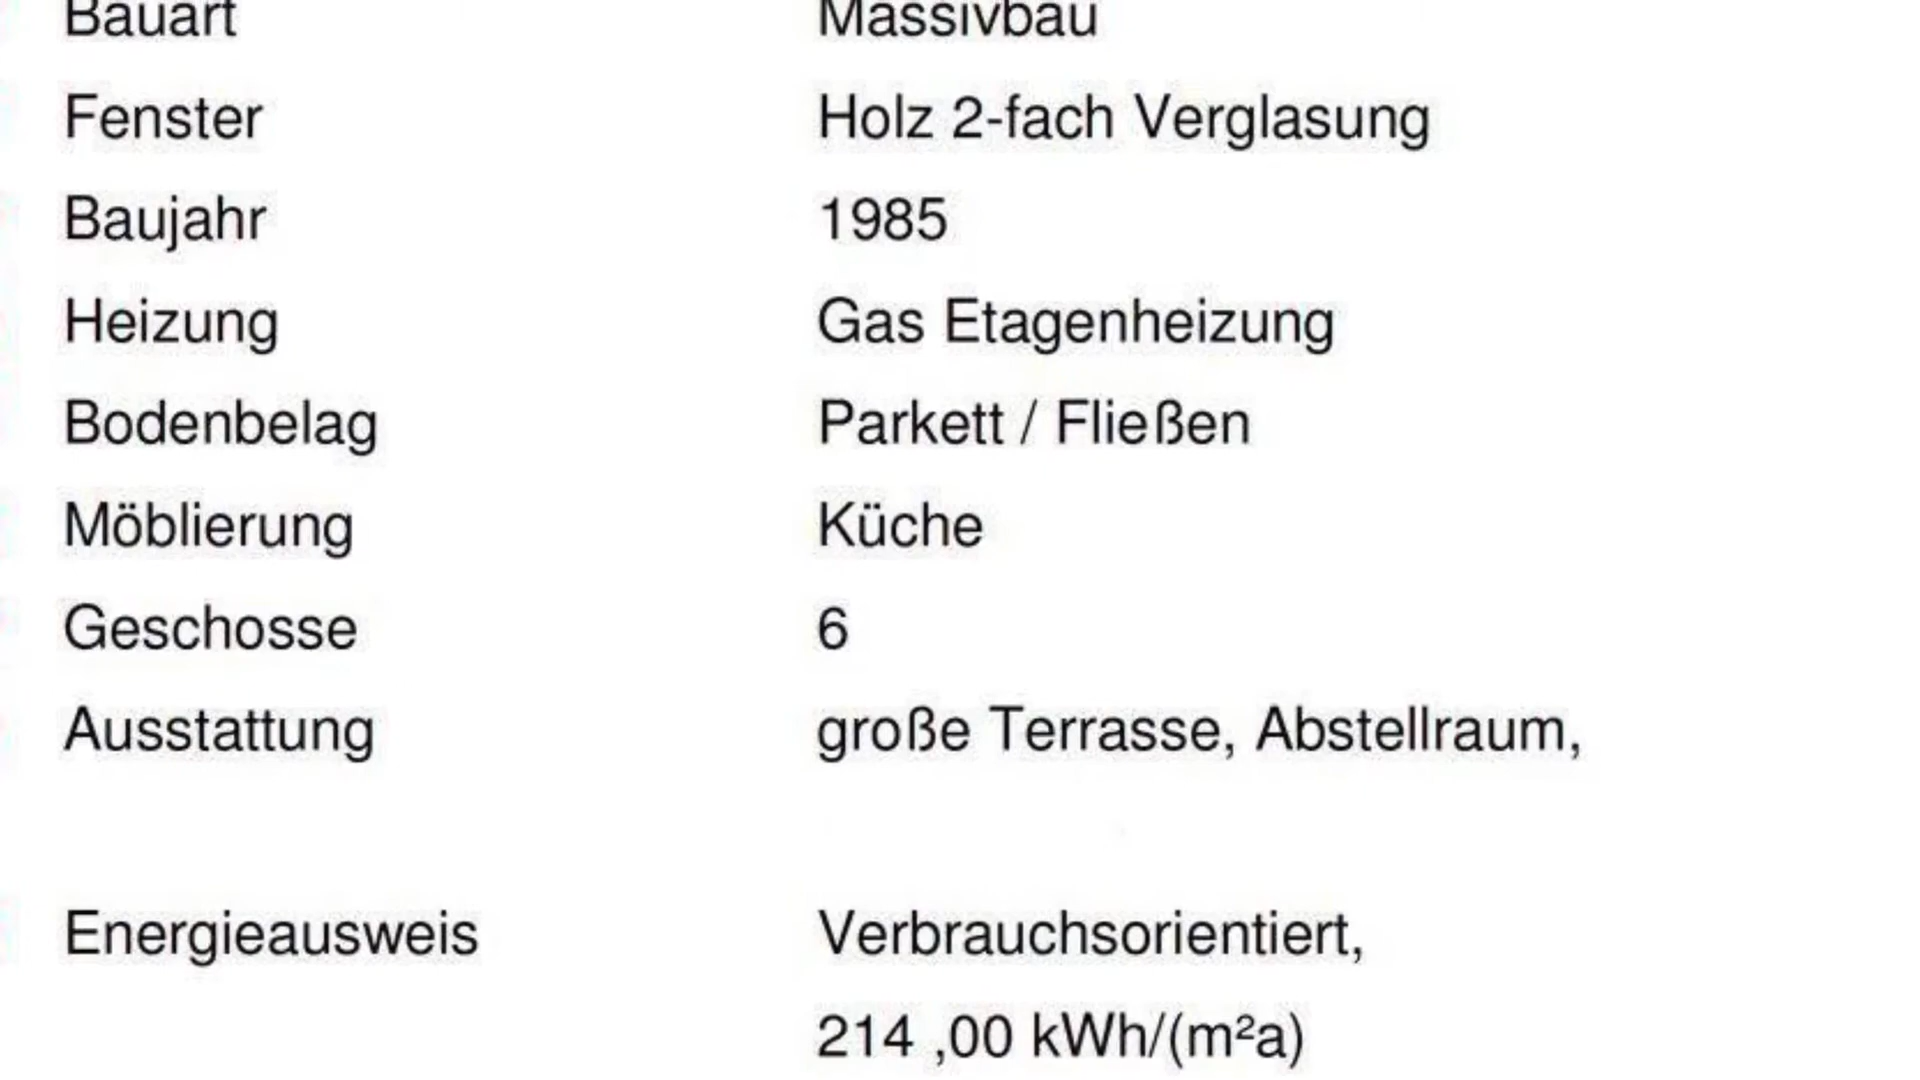 Bauart Massivbau
Fenster Holz 2-fach Verglasung
Baujahr 1985
Heizung Gas Etagenheizung
Bodenbelag Parkett / Fließen
Möblierung Küche
Geschosse 6
Ausstattung große Terrasse, Abstellraum,
Energieausweis Verbrauchsorientiert,
214 ,00 kWh/(m²a)